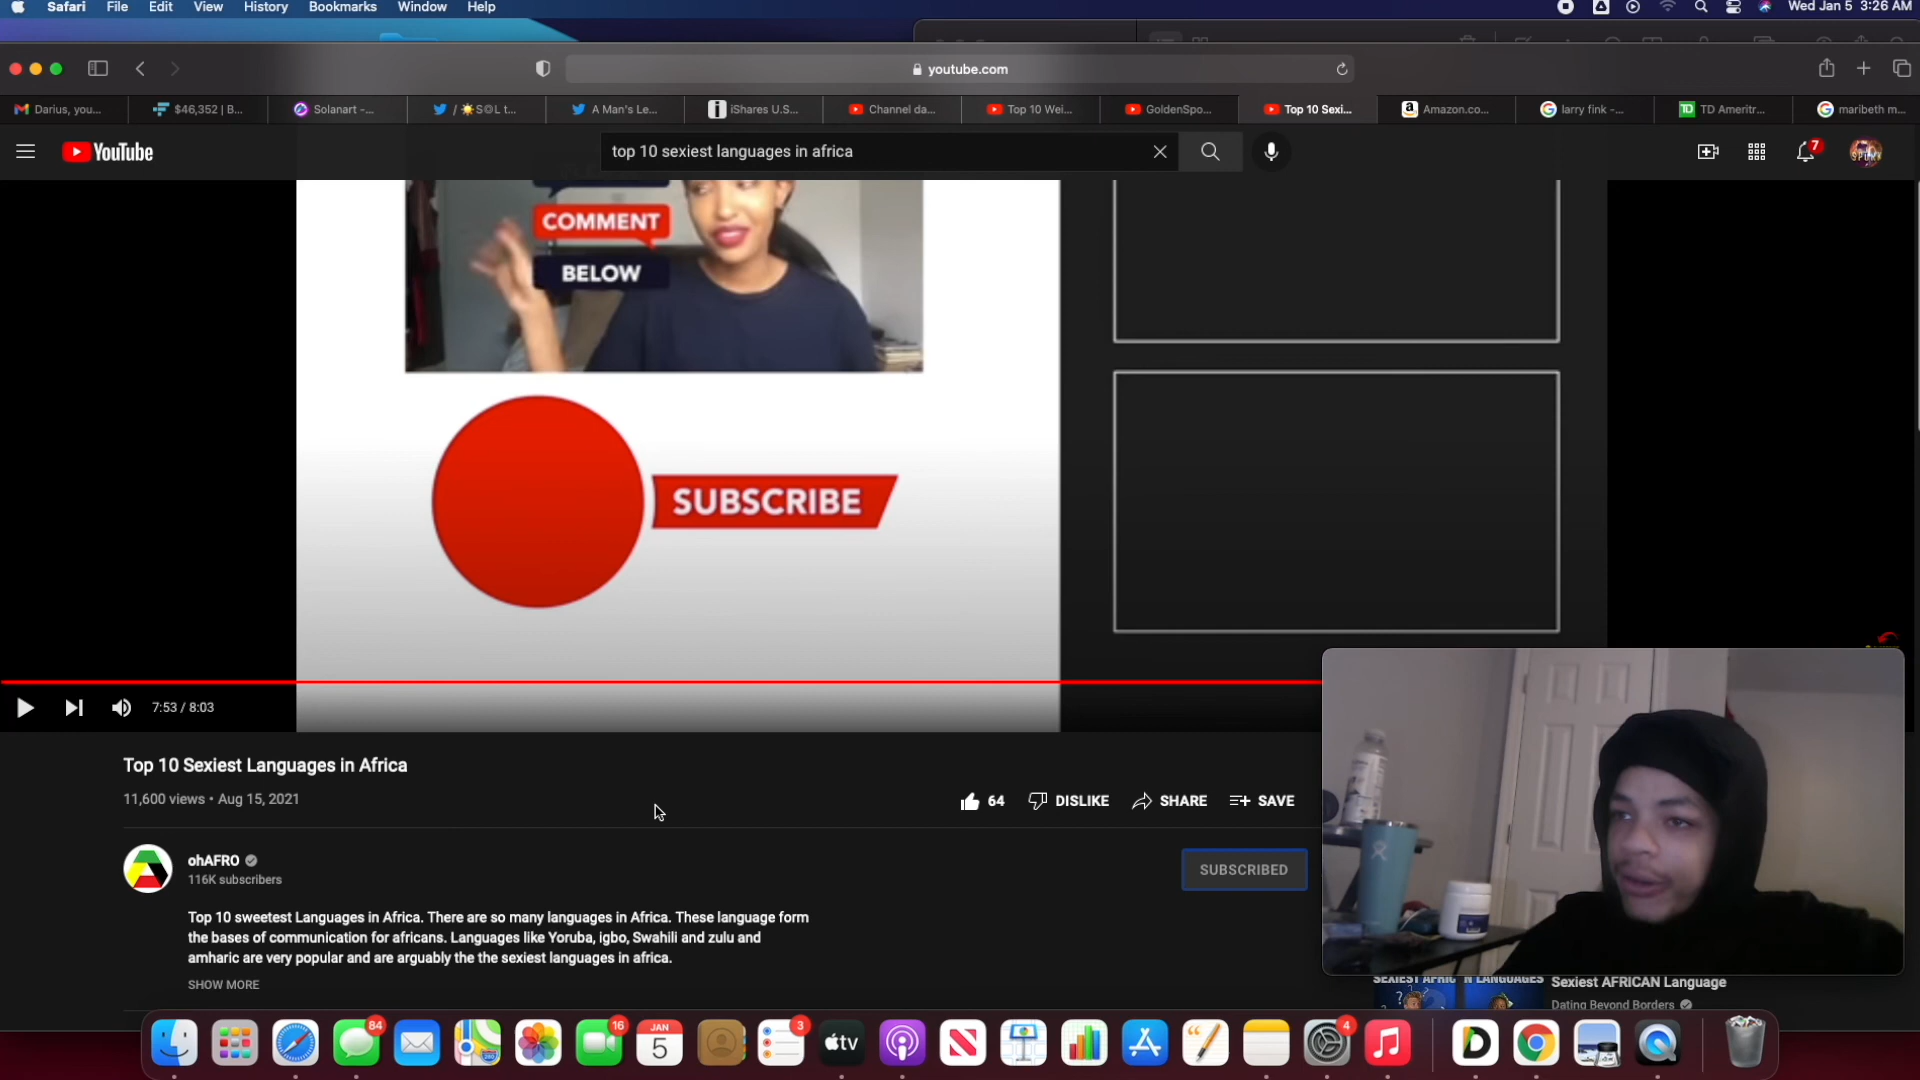 Safari File Edit View History Bookmarks Window Help Wed Jan 5 3:26 AM
youtube.com
Darius, you... $46,352 | B... Solanart -... / ☀️S◎L t... A Man's Le... iShares U.S... Channel da... Top 10 Wei... GoldenSpo... Top 10 Sexi... Amazon.co... larry fink -... TD Ameritr... maribeth m...
YouTube top 10 sexiest languages in africa 7
COMMENT
BELOW
SUBSCRIBE
7:53 / 8:03
Top 10 Sexiest Languages in Africa
11,600 views • Aug 15, 2021
64 DISLIKE SHARE SAVE
ohAFRO
116K subscribers
SUBSCRIBED
Top 10 sweetest Languages in Africa. There are so many languages in Africa. These language form
the bases of communication for africans. Languages like Yoruba, igbo, Swahili and zulu and
amharic are very popular and are arguably the the sexiest languages in africa.
SHOW MORE
Sexiest AFRICAN Language
Dating Beyond Borders
84 16 JAN 5 3 tv 4